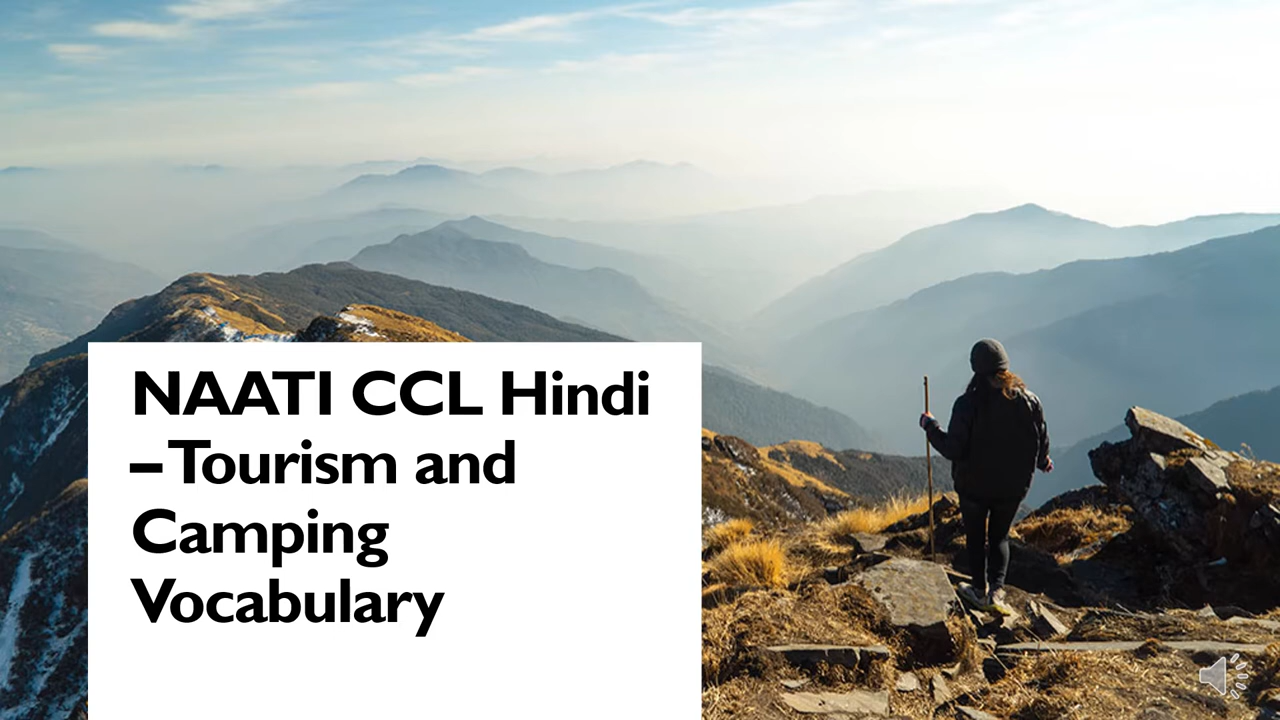 NAATI CCL Hindi
– Tourism and
Camping
Vocabulary